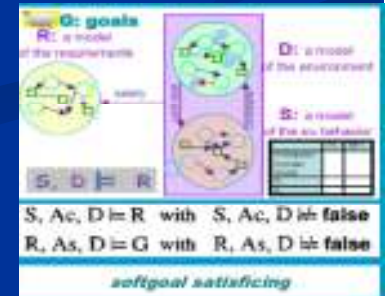 G: goals
R: a model
of the requirements
D: a model
of the environment
S: a model
of the sw behavior
S, D ⊨ R
S, Ac, D ⊨ R with S, Ac, D ⊭ false
R, As, D ⊨ G with R, As, D ⊭ false
softgoal satisficing